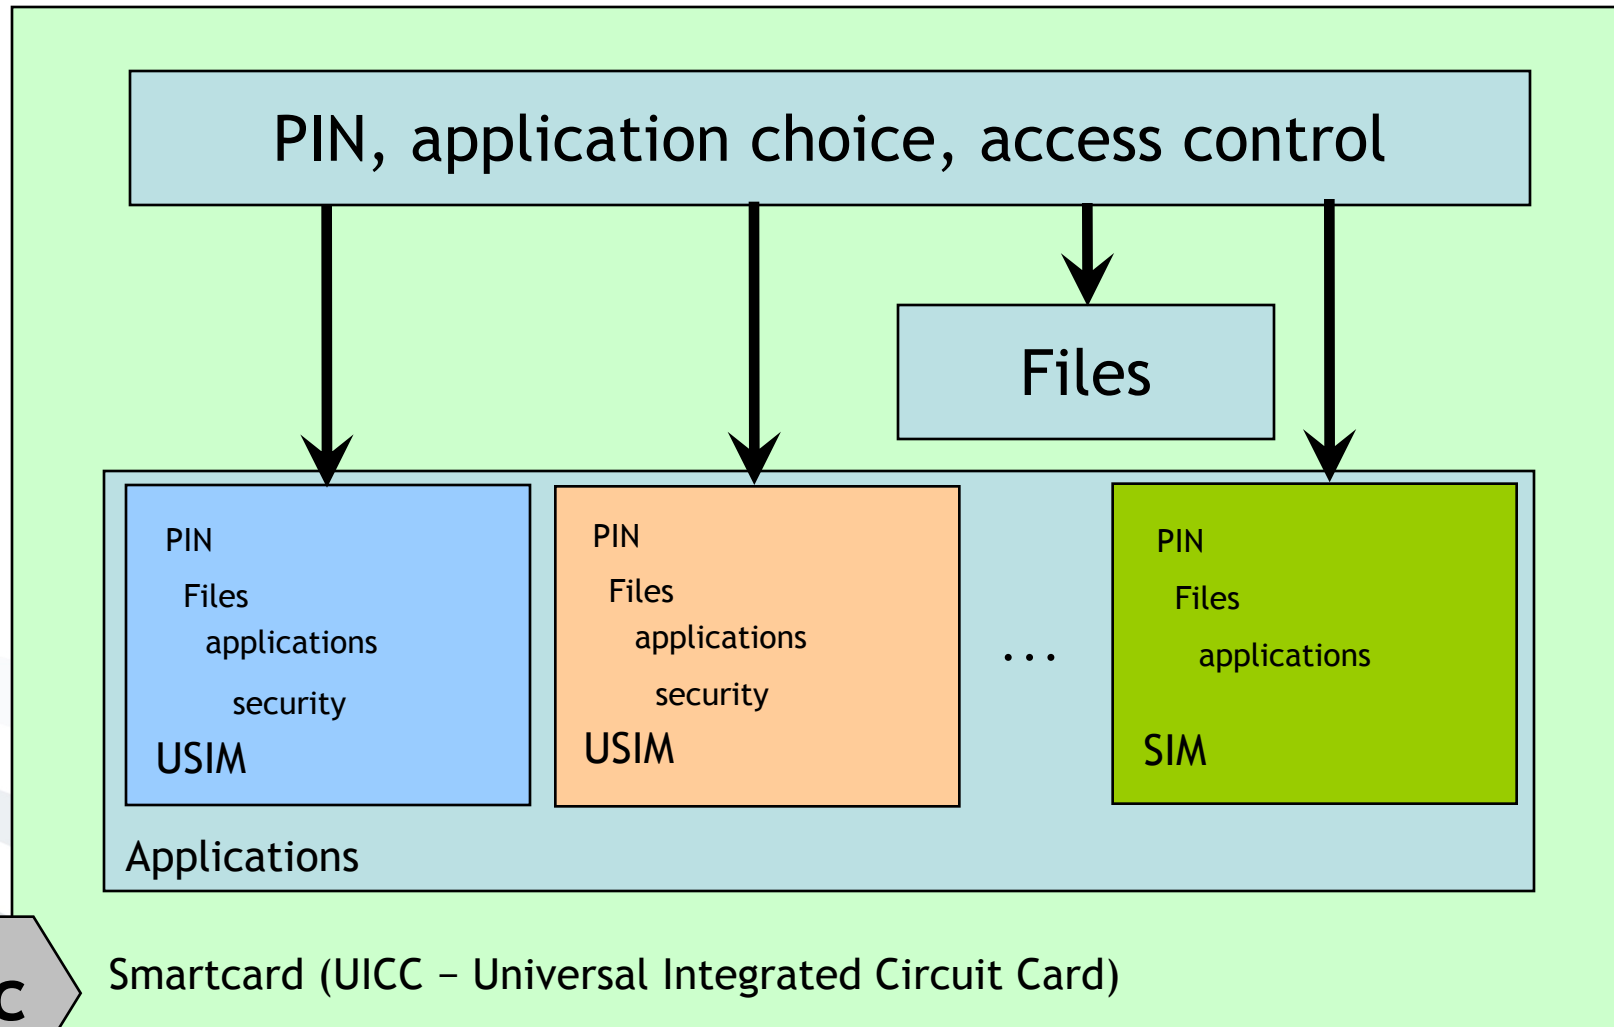 PIN, application choice, access control
Files
PIN
Files
applications
security
USIM
PIN
Files
applications
security
USIM
...
PIN
Files
applications
SIM
Applications
Smartcard (UICC – Universal Integrated Circuit Card)